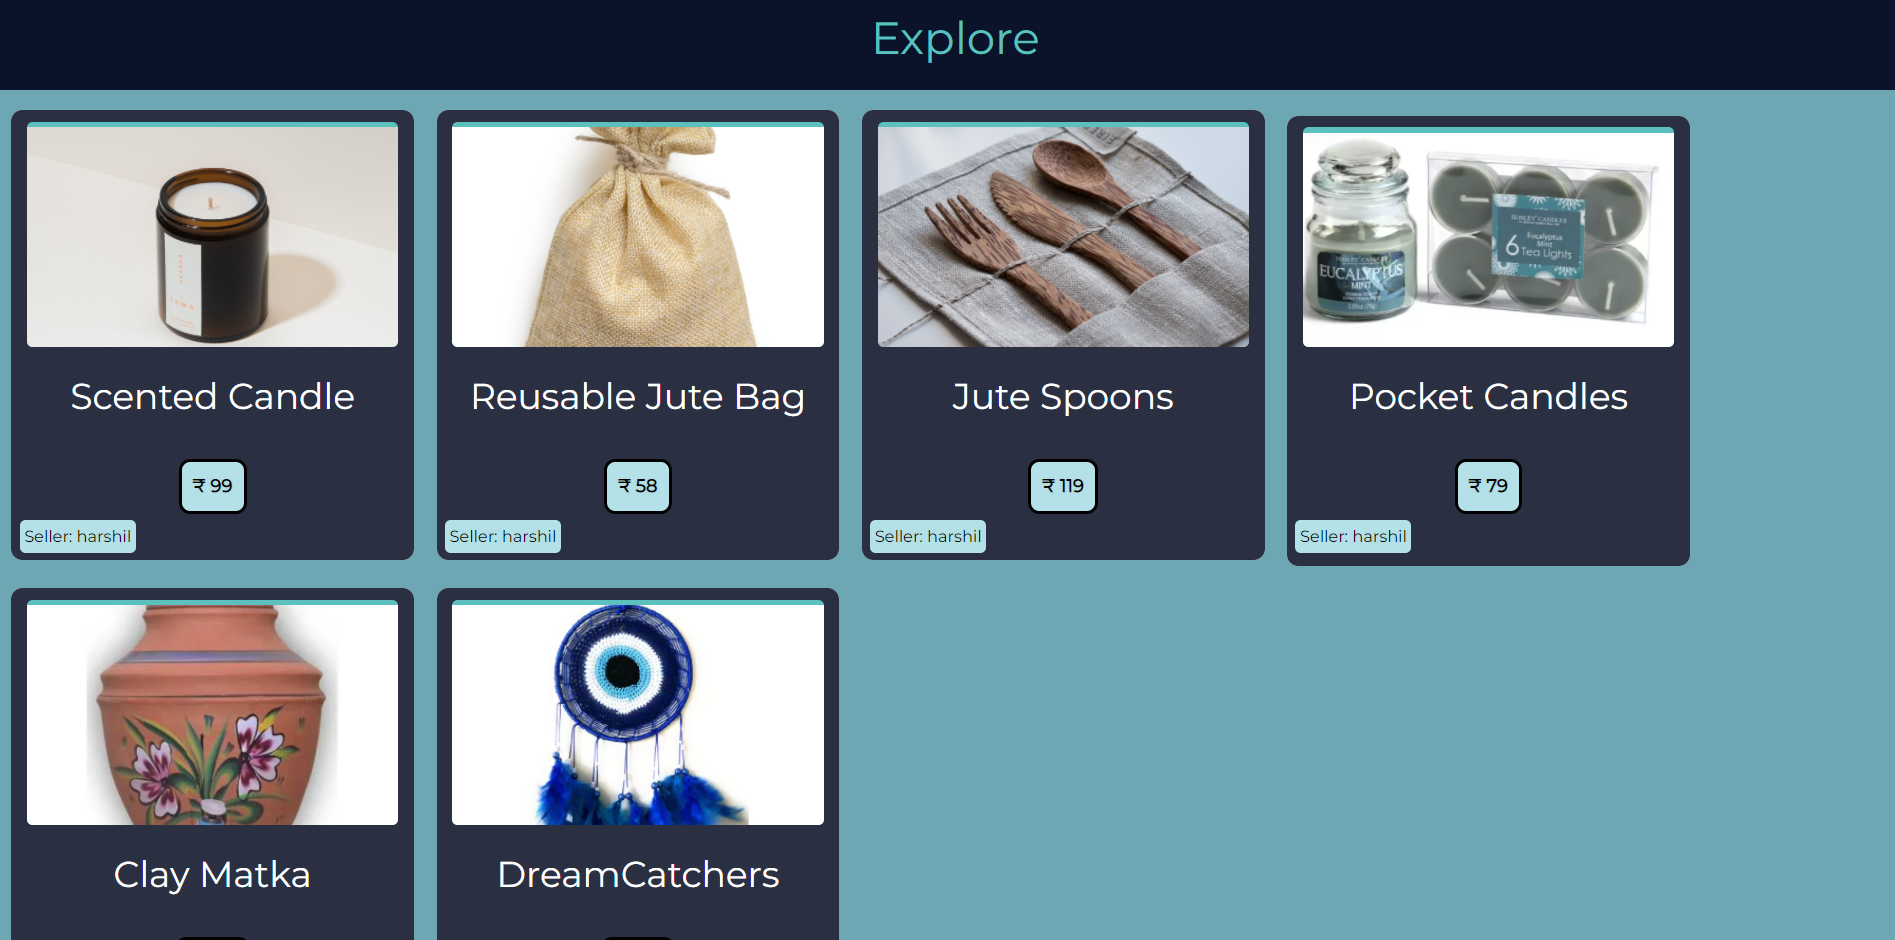 Explore
Scented Candle
₹ 99
Seller: harshil
Reusable Jute Bag
₹ 58
Seller: harshil
Jute Spoons
₹ 119
Seller: harshil
EUCALYPTUS
MINT
6
Eucalyptus
Mint
Tea Lights
Pocket Candles
₹ 79
Seller: harshil
Clay Matka
DreamCatchers